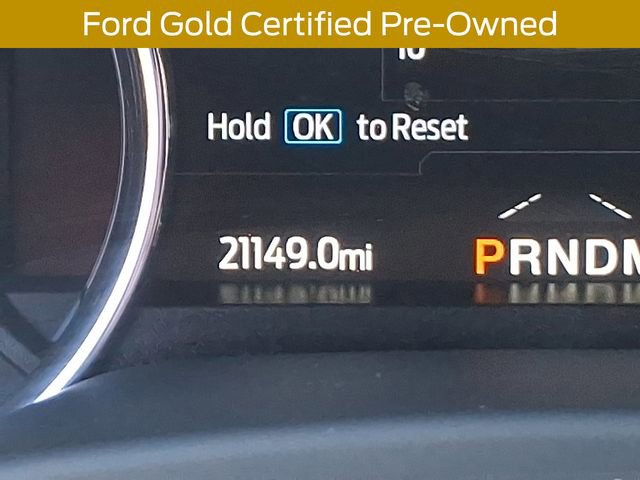 Ford Gold Certified Pre-Owned
Hold OK to Reset
21149.0mi
PRNDM